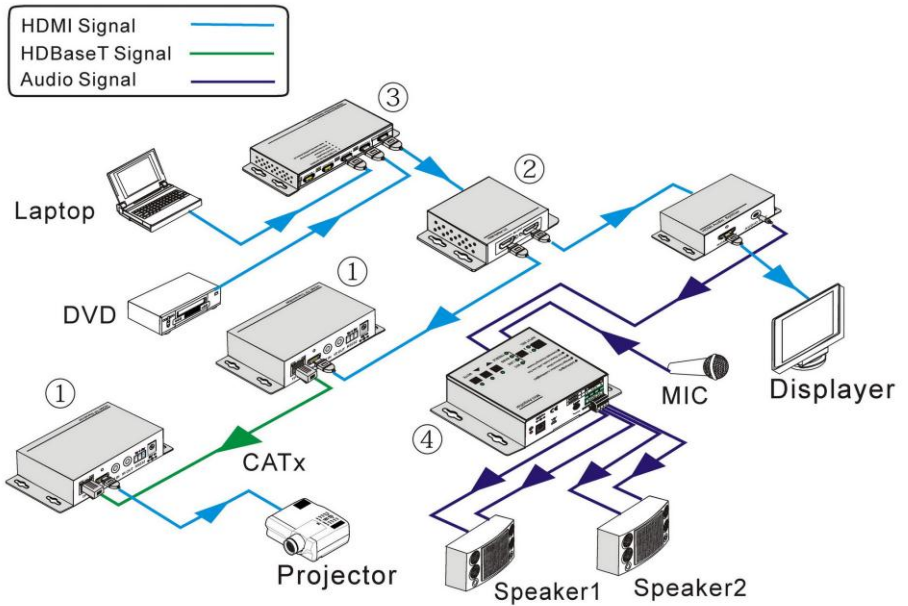 HDMI Signal
HDBaseT Signal
Audio Signal
③
②
Laptop
①
DVD
MIC
Displayer
①
④
CATx
Projector
Speaker1
Speaker2